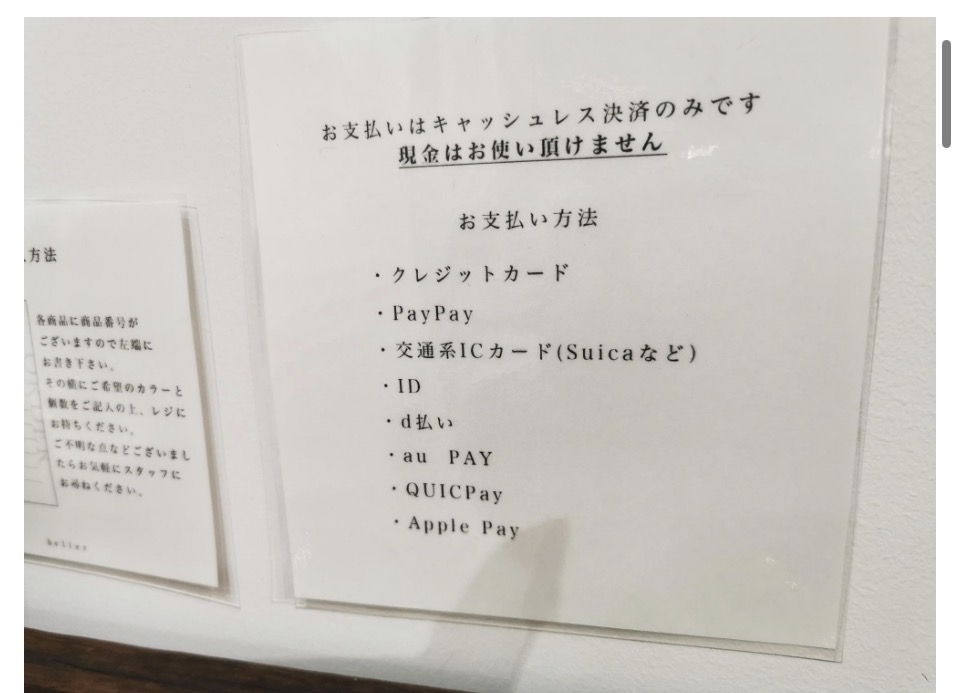 お支払いはキャッシュレス決済のみです
現金はお使い頂けません
お支払い方法
・クレジットカード
・PayPay
・交通系ICカード(Suicaなど)
・ID
・d払い
・au PAY
・QUICPay
・Apple Pay
方法
各商品に商品番号が
ございますので左端に
お書き下さい。
その横にご希望のカラーと
個数をご記入の上、レジに
お持ちください。
ご不明な点などございまし
たらお気軽にスタッフに
お尋ねください。